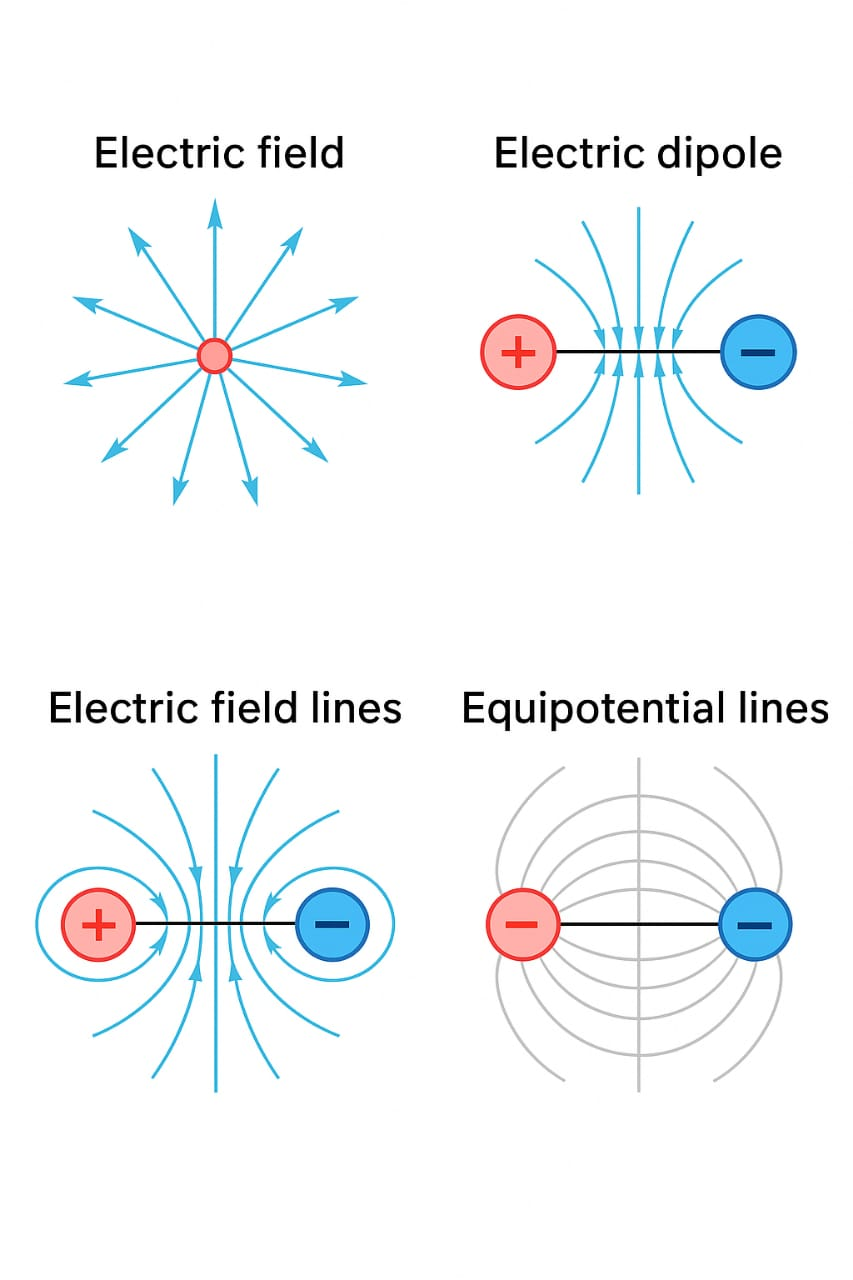 Electric field
Electric dipole
+
−
Electric field lines
Equipotential lines
+
−
−
−